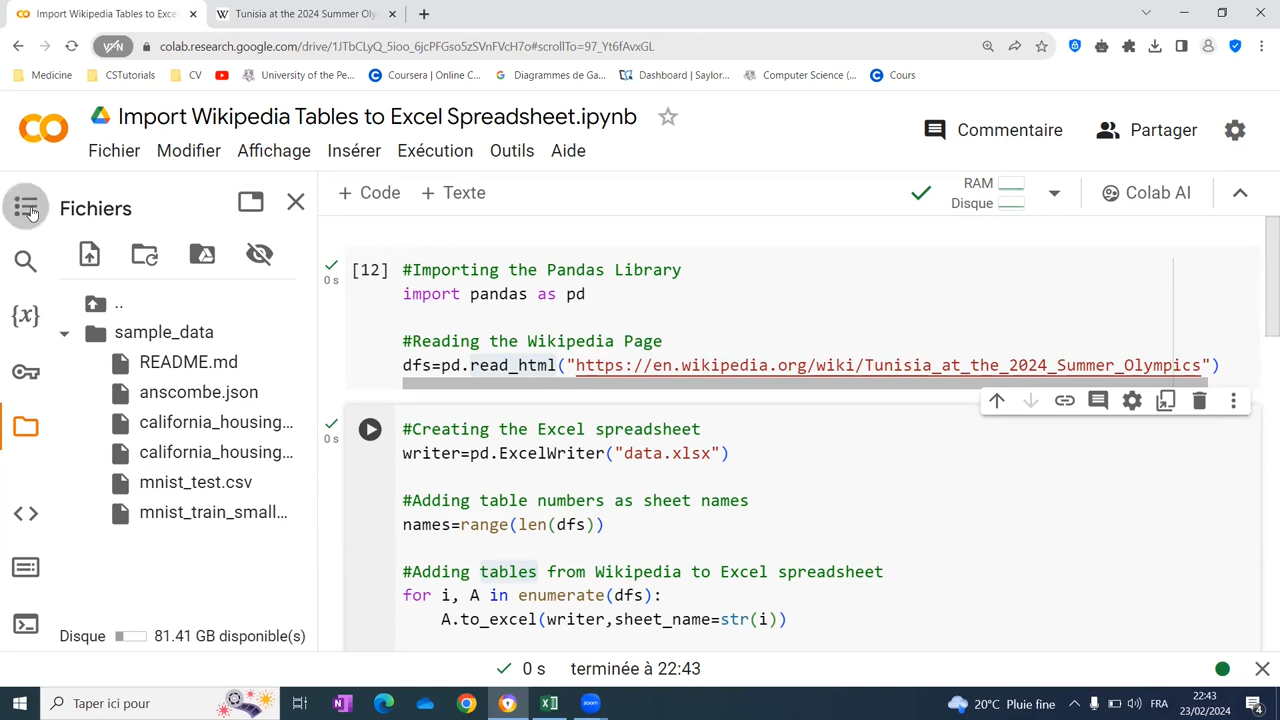 Import Wikipedia Tables to Exce
Tunisia at the 2024 Summer Oly
VPN
colab.research.google.com/drive/1JTbCLyQ_5ioo_6jcPFGso5zSVnFVcH7o#scrollTo=97_Yt6fAvxGL
Medicine
CSTutorials
CV
University of the Pe...
Coursera | Online C...
Diagrammes de Ga...
Dashboard | Saylor...
Computer Science (...
Cours
Import Wikipedia Tables to Excel Spreadsheet.ipynb
Commentaire
Partager
Fichier Modifier Affichage Insérer Exécution Outils Aide
Fichiers
+ Code + Texte
RAM
Disque
Colab AI
..
sample_data
README.md
anscombe.json
california_housing...
california_housing...
mnist_test.csv
mnist_train_small...
Disque 81.41 GB disponible(s)
0 s
[12] #Importing the Pandas Library
import pandas as pd
#Reading the Wikipedia Page
dfs=pd.read_html("https://en.wikipedia.org/wiki/Tunisia_at_the_2024_Summer_Olympics")
0 s
#Creating the Excel spreadsheet
writer=pd.ExcelWriter("data.xlsx")
#Adding table numbers as sheet names
names=range(len(dfs))
#Adding tables from Wikipedia to Excel spreadsheet
for i, A in enumerate(dfs):
A.to_excel(writer,sheet_name=str(i))
0 s terminée à 22:43
Taper ici pour
zoom
20°C Pluie fine
FRA
22:43
23/02/2024
4